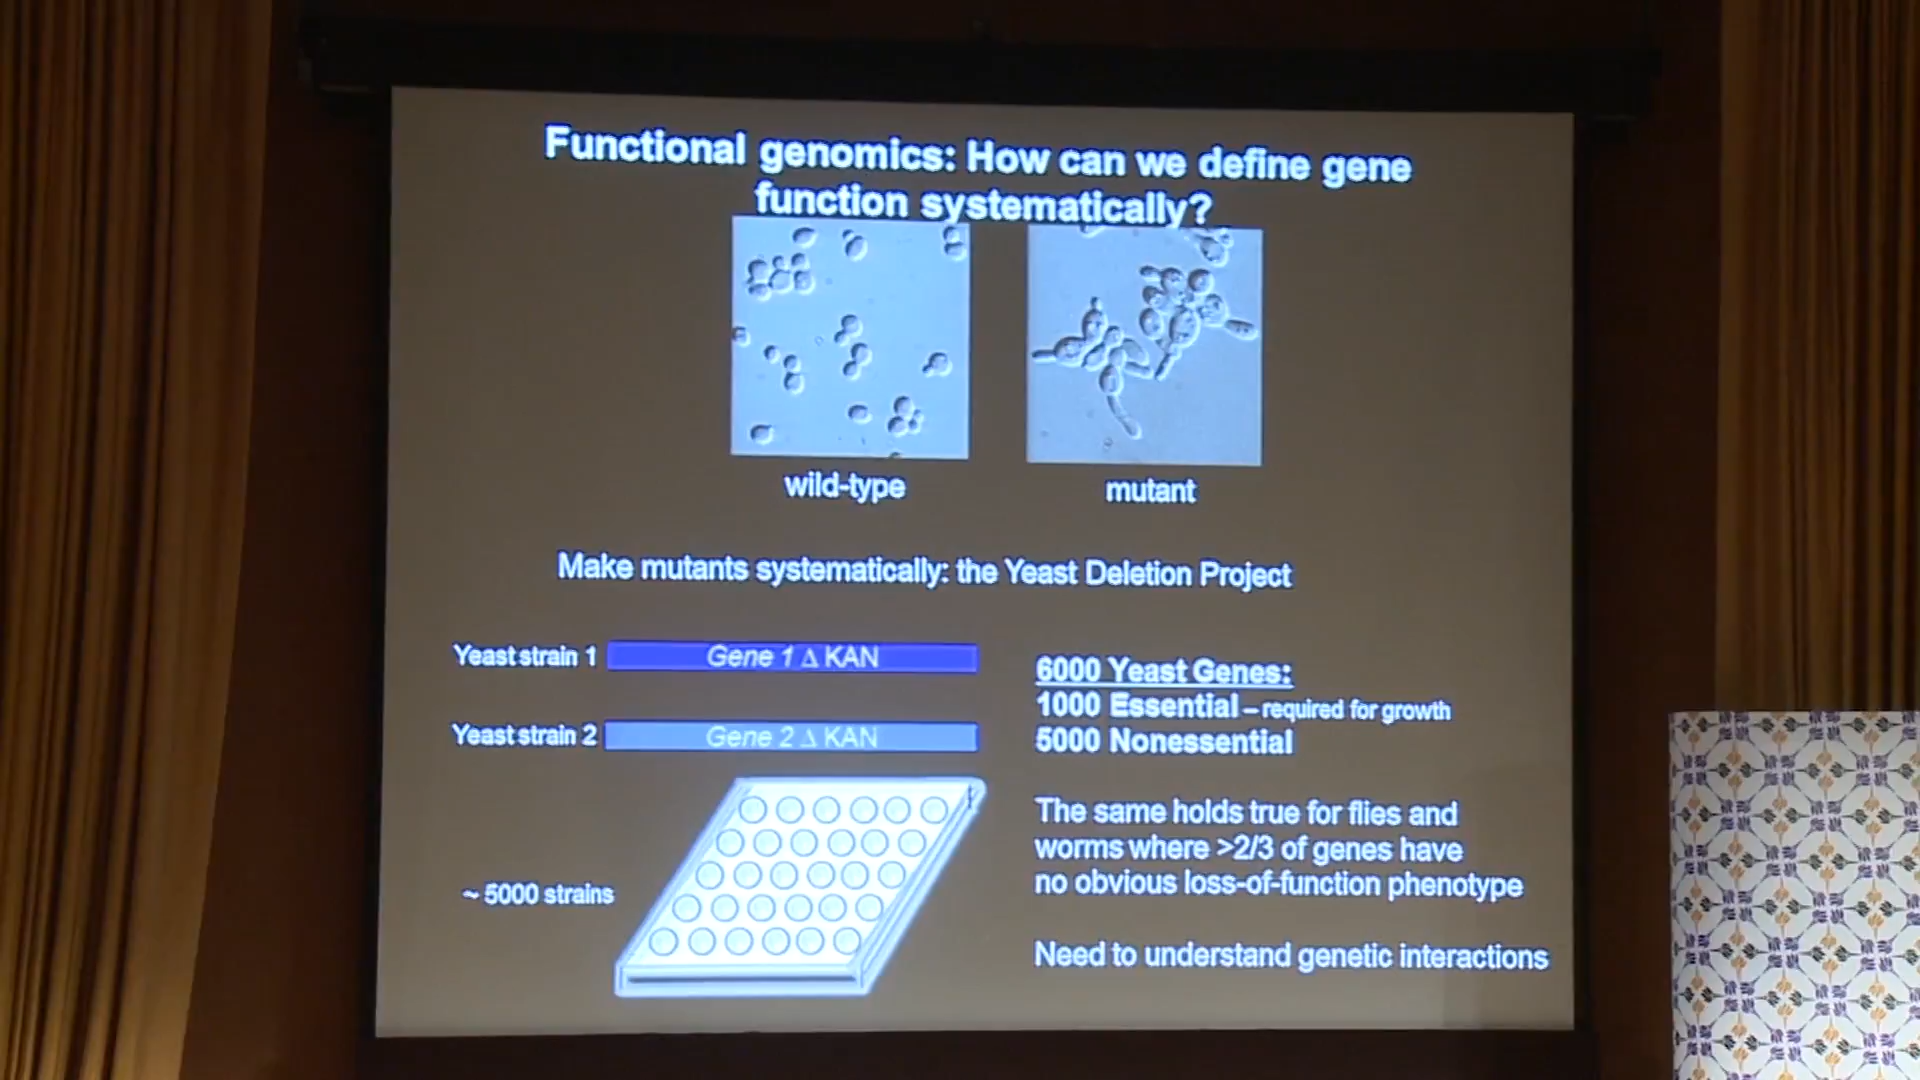 Functional genomics: How can we define gene
function systematically?
wild-type
mutant
Make mutants systematically: the Yeast Deletion Project
Yeast strain 1
Gene 1 Δ KAN
Yeast strain 2
Gene 2 Δ KAN
~ 5000 strains
6000 Yeast Genes:
1000 Essential – required for growth
5000 Nonessential
The same holds true for flies and
worms where >2/3 of genes have
no obvious loss-of-function phenotype
Need to understand genetic interactions